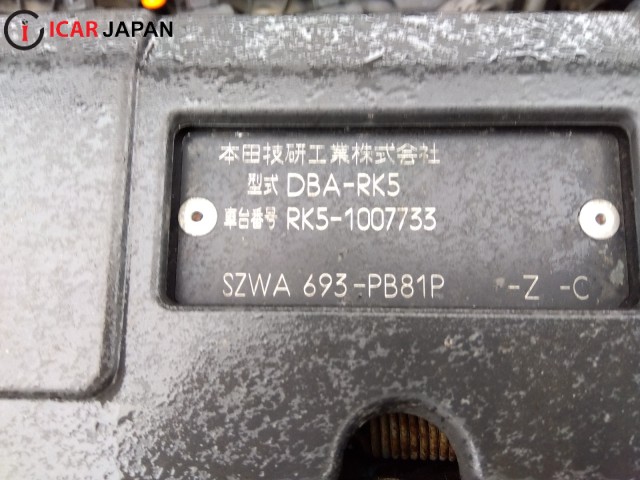 ICAR JAPAN
本田技研工業株式会社
型式 DBA-RK5
車台番号 RK5-1007733
SZWA 693-PB81P -Z -C